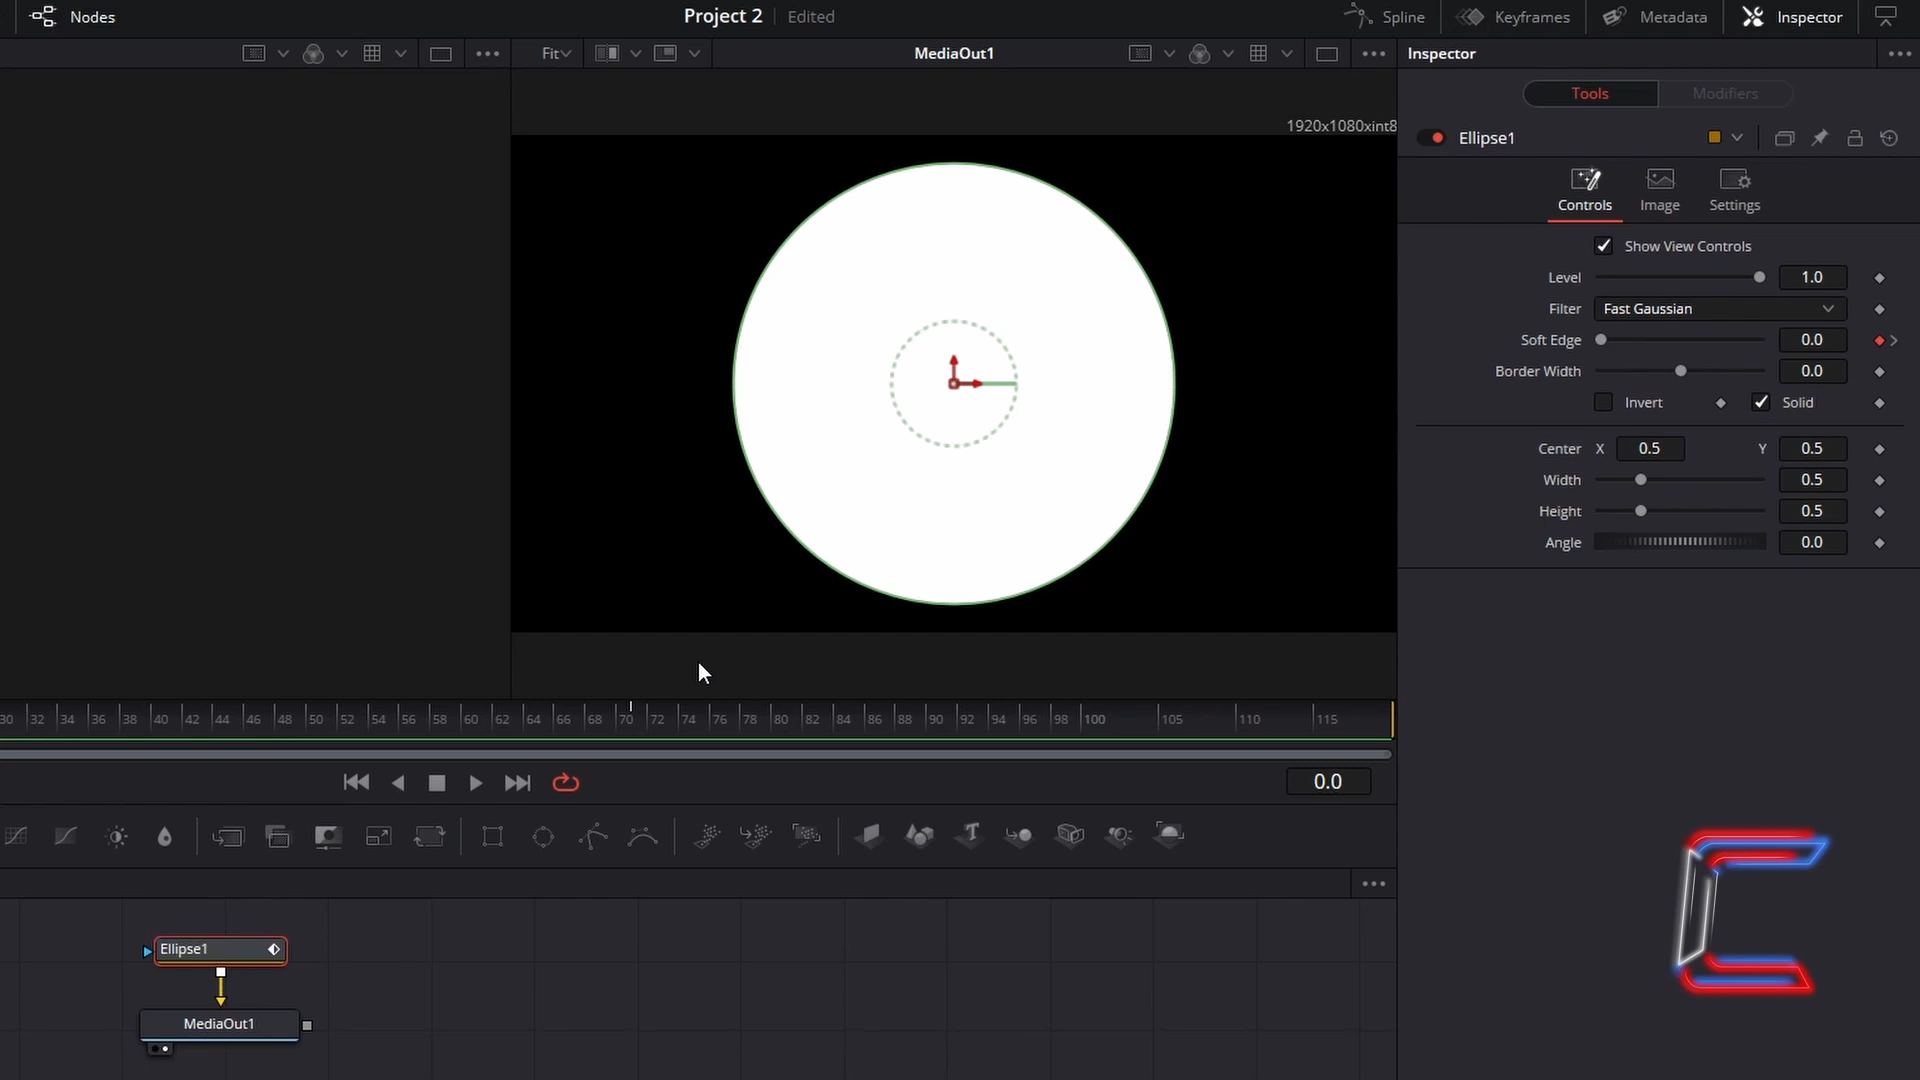 Nodes
Project 2 Edited
Spline Keyframes Metadata Inspector
Fit MediaOut1 Inspector
Tools Modifiers
1920x1080xint8
Ellipse1
Controls Image Settings
Show View Controls
Level 1.0
Filter Fast Gaussian
Soft Edge 0.0
Border Width 0.0
Invert Solid
Center X 0.5 Y 0.5
Width 0.5
Height 0.5
Angle 0.0
30 32 34 36 38 40 42 44 46 48 50 52 54 56 58 60 62 64 66 68 70 72 74 76 78 80 82 84 86 88 90 92 94 96 98 100 105 110 115
0.0
Ellipse1
MediaOut1